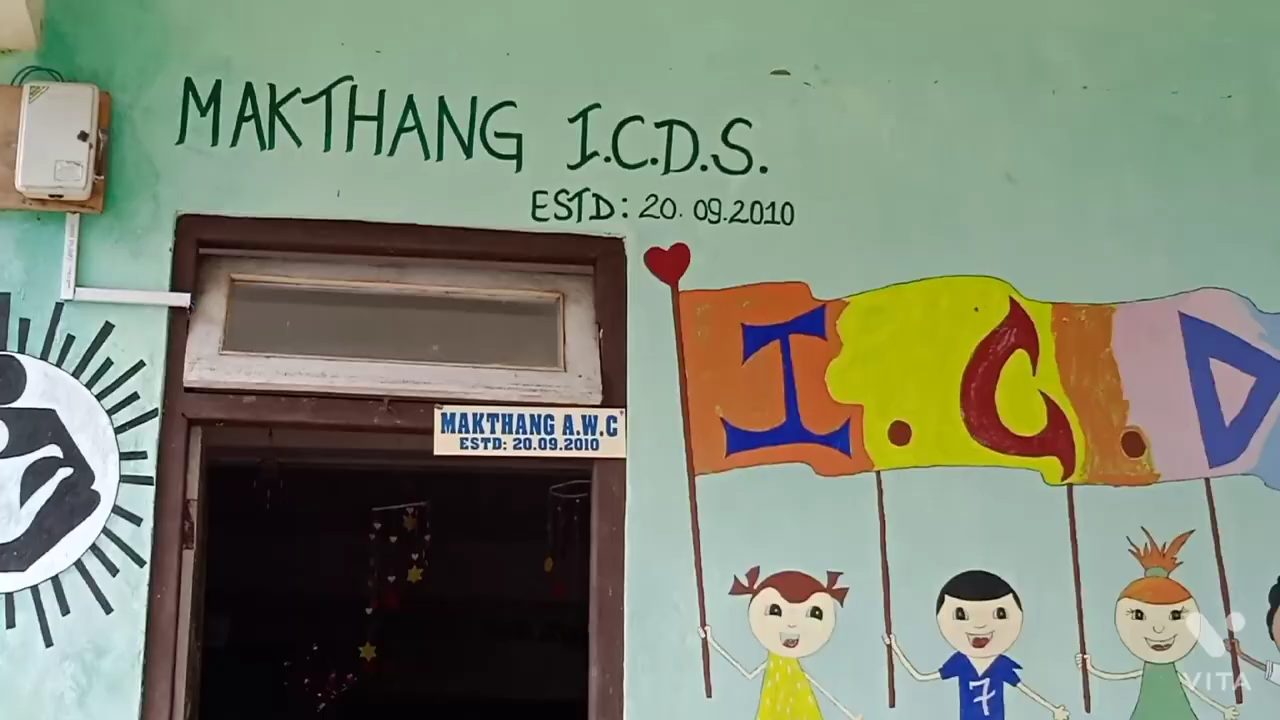 MAKTHANG I.C.D.S.
ESTD: 20.09.2010
MAKTHANG A.W.C
ESTD: 20.09.2010
I.C.D
7
VITA